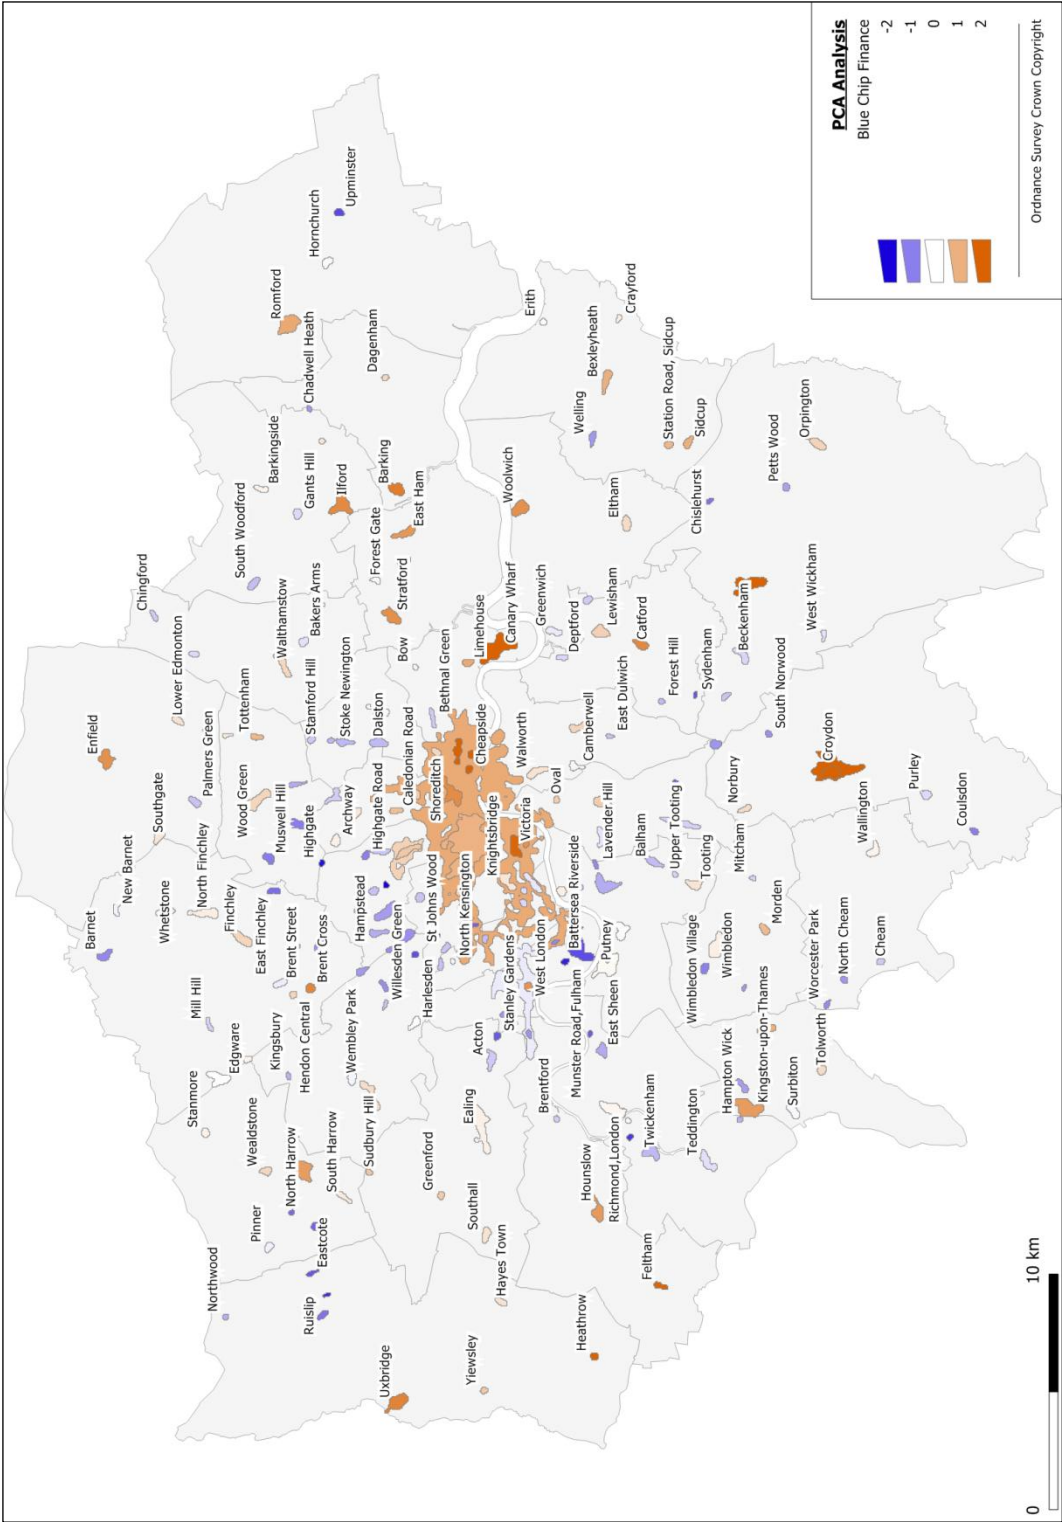 PCA Analysis
Blue Chip Finance
-2
-1
0
1
2
Ordnance Survey Crown Copyright
0
10 km
Enfield
Barnet
New Barnet
Southgate
Chingford
Lower Edmonton
Palmers Green
Whetstone
North Finchley
Mill Hill
Stanmore
Edgware
Northwood
Pinner
Wealdstone
Kingsbury
Finchley
East Finchley
Brent Street
Hendon Central
Brent Cross
Wood Green
Tottenham
Muswell Hill
Highgate
Walthamstow
South Woodford
Bakers Arms
Barkingside
Gants Hill
Romford
Hornchurch
Upminster
Chadwell Heath
Dagenham
Ilford
Barking
East Ham
Forest Gate
Stratford
Bow
Stamford Hill
Stoke Newington
Dalston
Caledonian Road
Archway
Highgate Road
Hampstead
Willesden Green
Harlesden
Wembley Park
Sudbury Hill
South Harrow
North Harrow
Eastcote
Ruislip
Uxbridge
Yiewsley
Hayes Town
Southall
Greenford
Ealing
Acton
Stanley Gardens
St Johns Wood
North Kensington
Shoreditch
Knightsbridge
Bethnal Green
Cheapside
Limehouse
Canary Wharf
Greenwich
Woolwich
Erith
Crayford
Bexleyheath
Welling
Station Road, Sidcup
Sidcup
Eltham
Chislehurst
Petts Wood
Orpington
Deptford
Lewisham
Catford
Walworth
Victoria
Oval
Camberwell
East Dulwich
Forest Hill
Sydenham
Beckenham
West Wickham
South Norwood
Lavender Hill
Battersea Riverside
West London
Munster Road,Fulham
Putney
East Sheen
Brentford
Hounslow
Richmond,London
Twickenham
Teddington
Feltham
Heathrow
Balham
Upper Tooting
Tooting
Mitcham
Norbury
Croydon
Wallington
Purley
Coulsdon
Wimbledon Village
Wimbledon
Morden
Hampton Wick
Kingston-upon-Thames
Surbiton
Tolworth
Worcester Park
North Cheam
Cheam